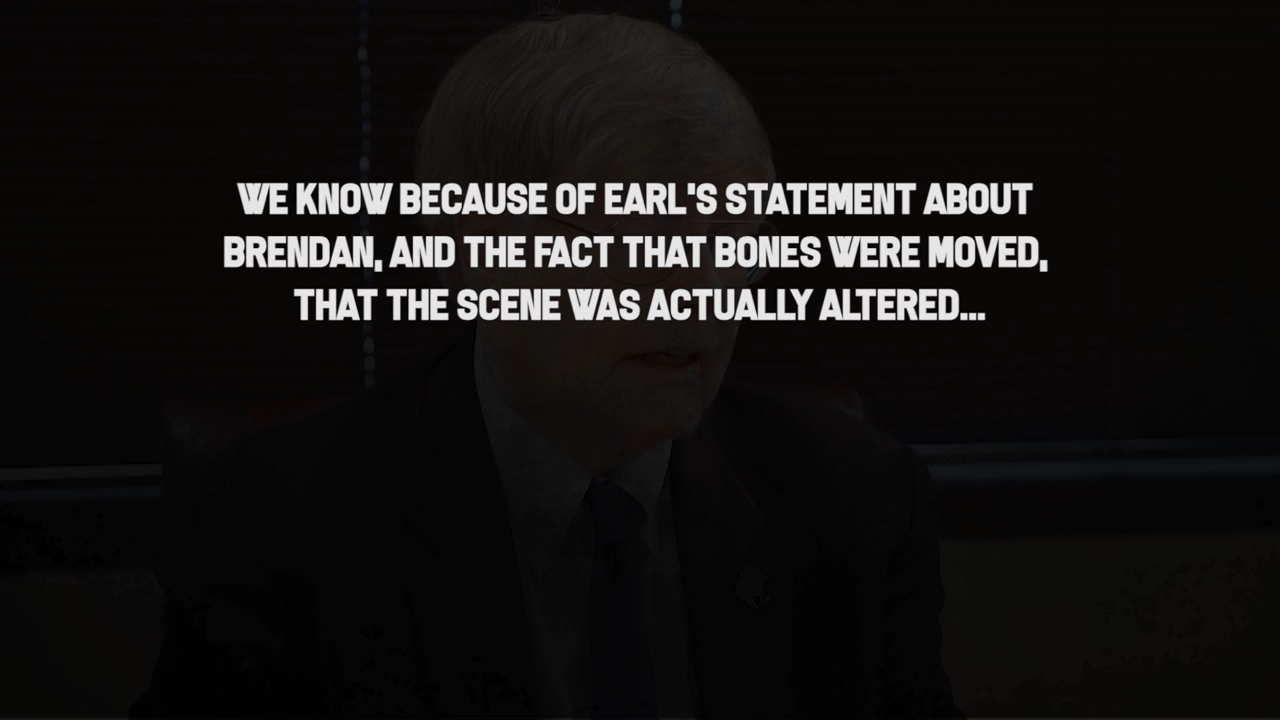 WE KNOW BECAUSE OF EARL'S STATEMENT ABOUT
BRENDAN, AND THE FACT THAT BONES WERE MOVED,
THAT THE SCENE WAS ACTUALLY ALTERED...